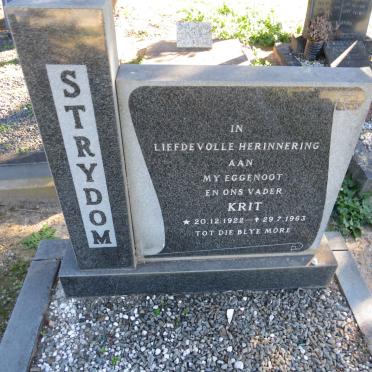 STRYDOM
IN
LIEFDEVOLLE HERINNERING
AAN
MY EGGENOOT
EN ONS VADER
KRIT
★ 20.12.1922 – ✝ 29.7.1963
TOT DIE BLYE MÔRE